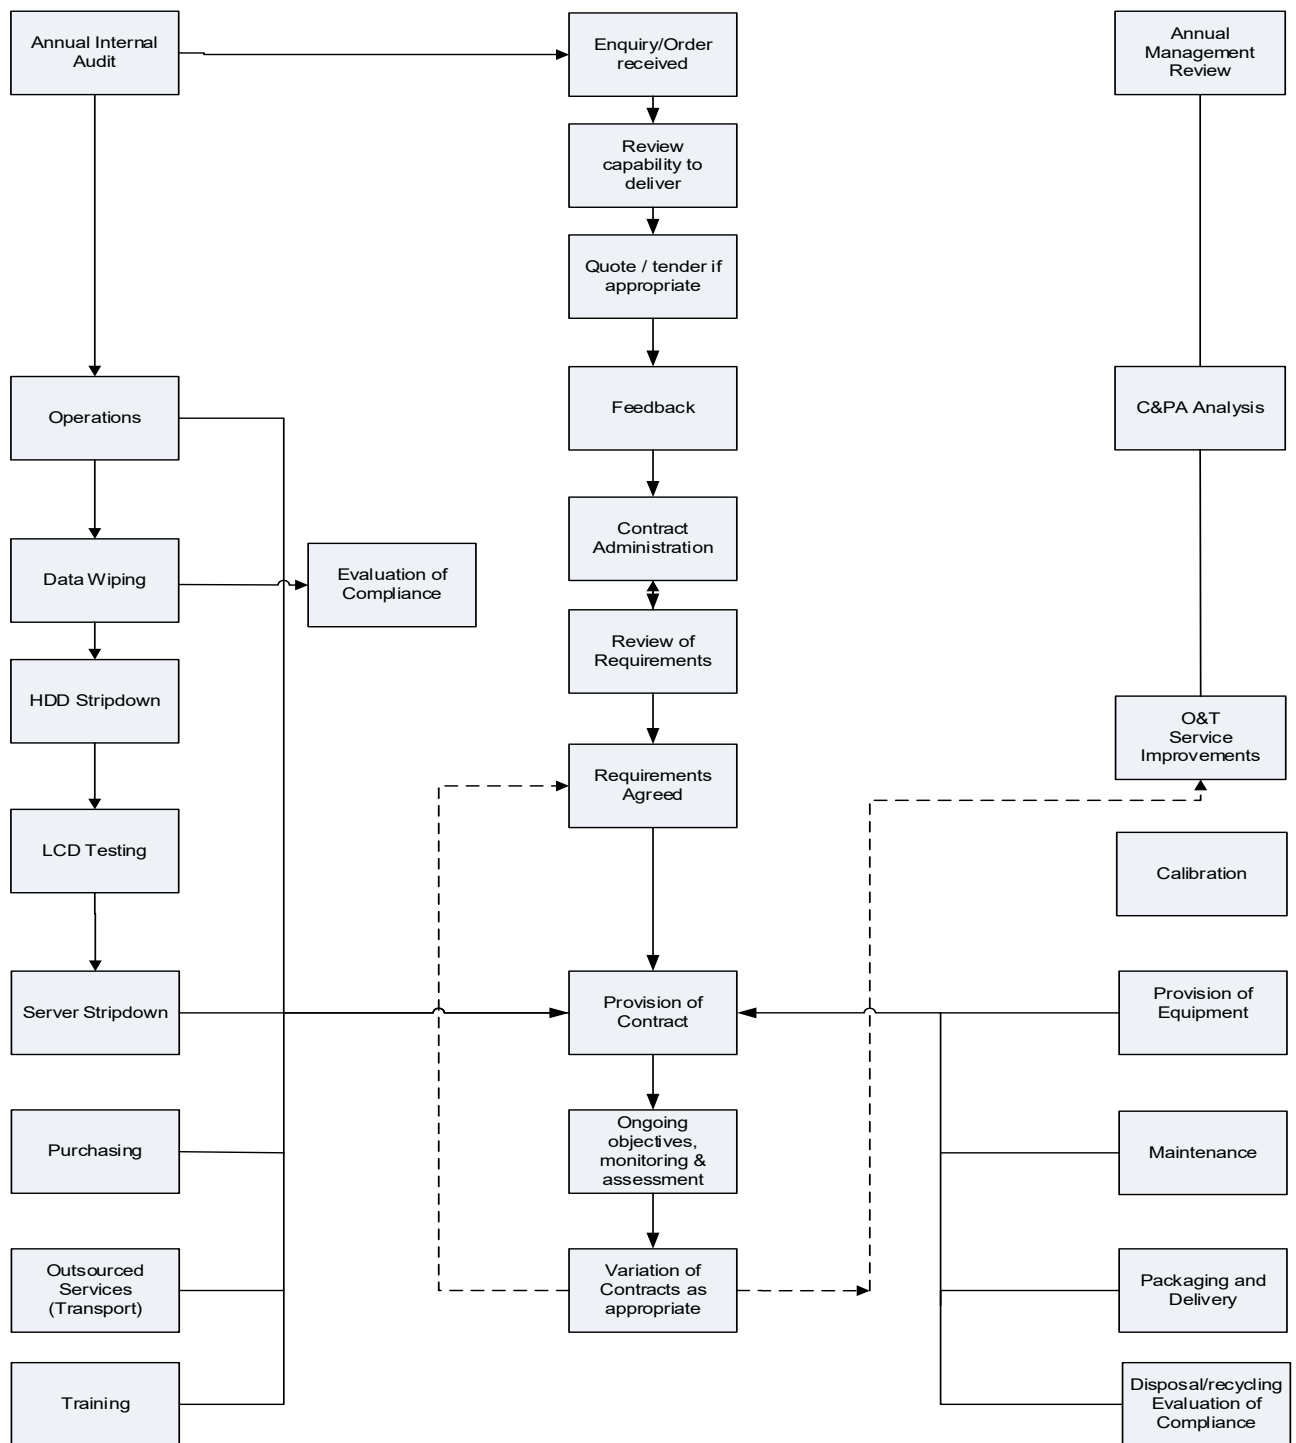 Annual Internal
Audit
Enquiry/Order
received
Annual
Management
Review
Review
capability to
deliver
Quote / tender if
appropriate
Operations
Feedback
C&PA Analysis
Contract
Administration
Data Wiping
Evaluation of
Compliance
Review of
Requirements
HDD Stripdown
O&T
Service
Improvements
Requirements
Agreed
LCD Testing
Calibration
Server Stripdown
Provision of
Contract
Provision of
Equipment
Purchasing
Ongoing
objectives,
monitoring &
assessment
Maintenance
Outsourced
Services
(Transport)
Variation of
Contracts as
appropriate
Packaging and
Delivery
Training
Disposal/recycling
Evaluation of
Compliance